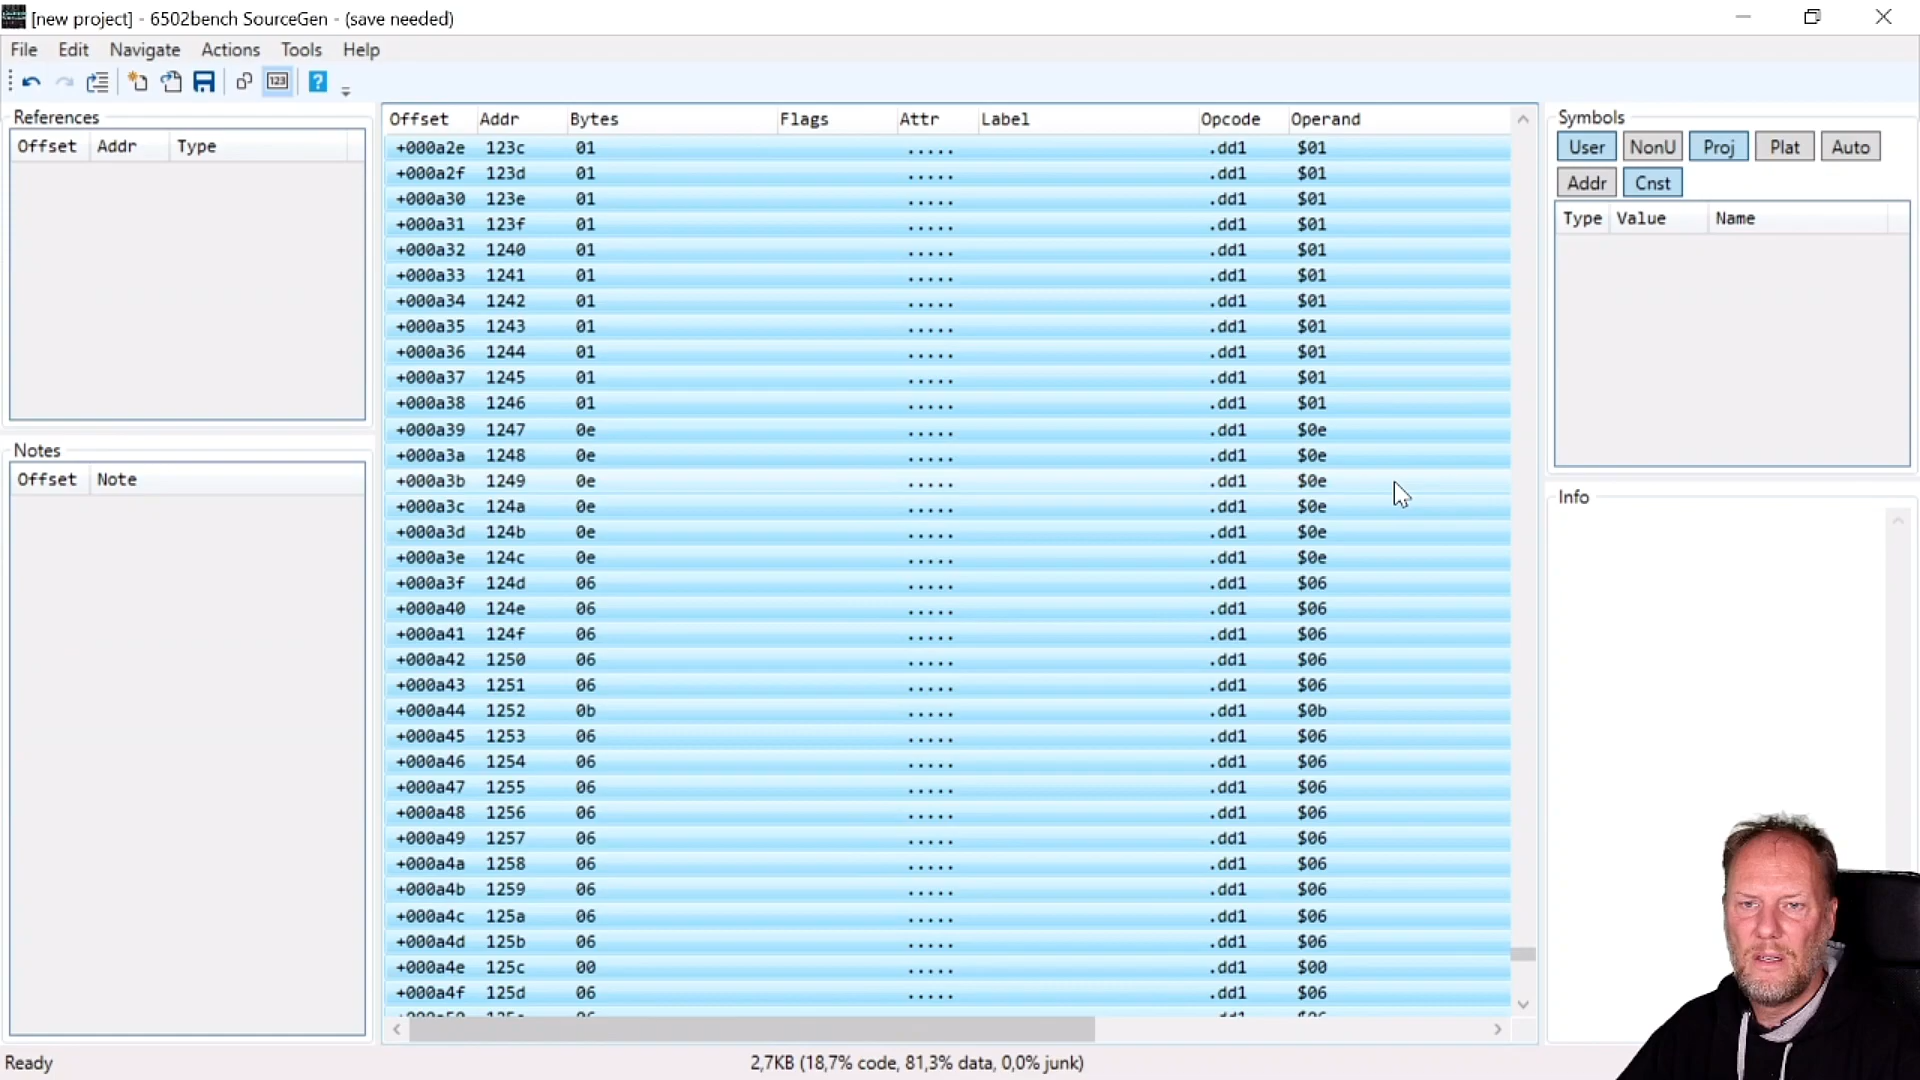 [new project] - 6502bench SourceGen - (save needed)
File Edit Navigate Actions Tools Help
123 ?
References
Offset Addr Type
Notes
Offset Note
Offset Addr Bytes Flags Attr Label Opcode Operand
+000a2e 123c 01 ..... .dd1 $01
+000a2f 123d 01 ..... .dd1 $01
+000a30 123e 01 ..... .dd1 $01
+000a31 123f 01 ..... .dd1 $01
+000a32 1240 01 ..... .dd1 $01
+000a33 1241 01 ..... .dd1 $01
+000a34 1242 01 ..... .dd1 $01
+000a35 1243 01 ..... .dd1 $01
+000a36 1244 01 ..... .dd1 $01
+000a37 1245 01 ..... .dd1 $01
+000a38 1246 01 ..... .dd1 $01
+000a39 1247 0e ..... .dd1 $0e
+000a3a 1248 0e ..... .dd1 $0e
+000a3b 1249 0e ..... .dd1 $0e
+000a3c 124a 0e ..... .dd1 $0e
+000a3d 124b 0e ..... .dd1 $0e
+000a3e 124c 0e ..... .dd1 $0e
+000a3f 124d 06 ..... .dd1 $06
+000a40 124e 06 ..... .dd1 $06
+000a41 124f 06 ..... .dd1 $06
+000a42 1250 06 ..... .dd1 $06
+000a43 1251 06 ..... .dd1 $06
+000a44 1252 0b ..... .dd1 $0b
+000a45 1253 06 ..... .dd1 $06
+000a46 1254 06 ..... .dd1 $06
+000a47 1255 06 ..... .dd1 $06
+000a48 1256 06 ..... .dd1 $06
+000a49 1257 06 ..... .dd1 $06
+000a4a 1258 06 ..... .dd1 $06
+000a4b 1259 06 ..... .dd1 $06
+000a4c 125a 06 ..... .dd1 $06
+000a4d 125b 06 ..... .dd1 $06
+000a4e 125c 00 ..... .dd1 $00
+000a4f 125d 06 ..... .dd1 $06
Symbols
User NonU Proj Plat Auto
Addr Cnst
Type Value Name
Info
Ready 2,7KB (18,7% code, 81,3% data, 0,0% junk)